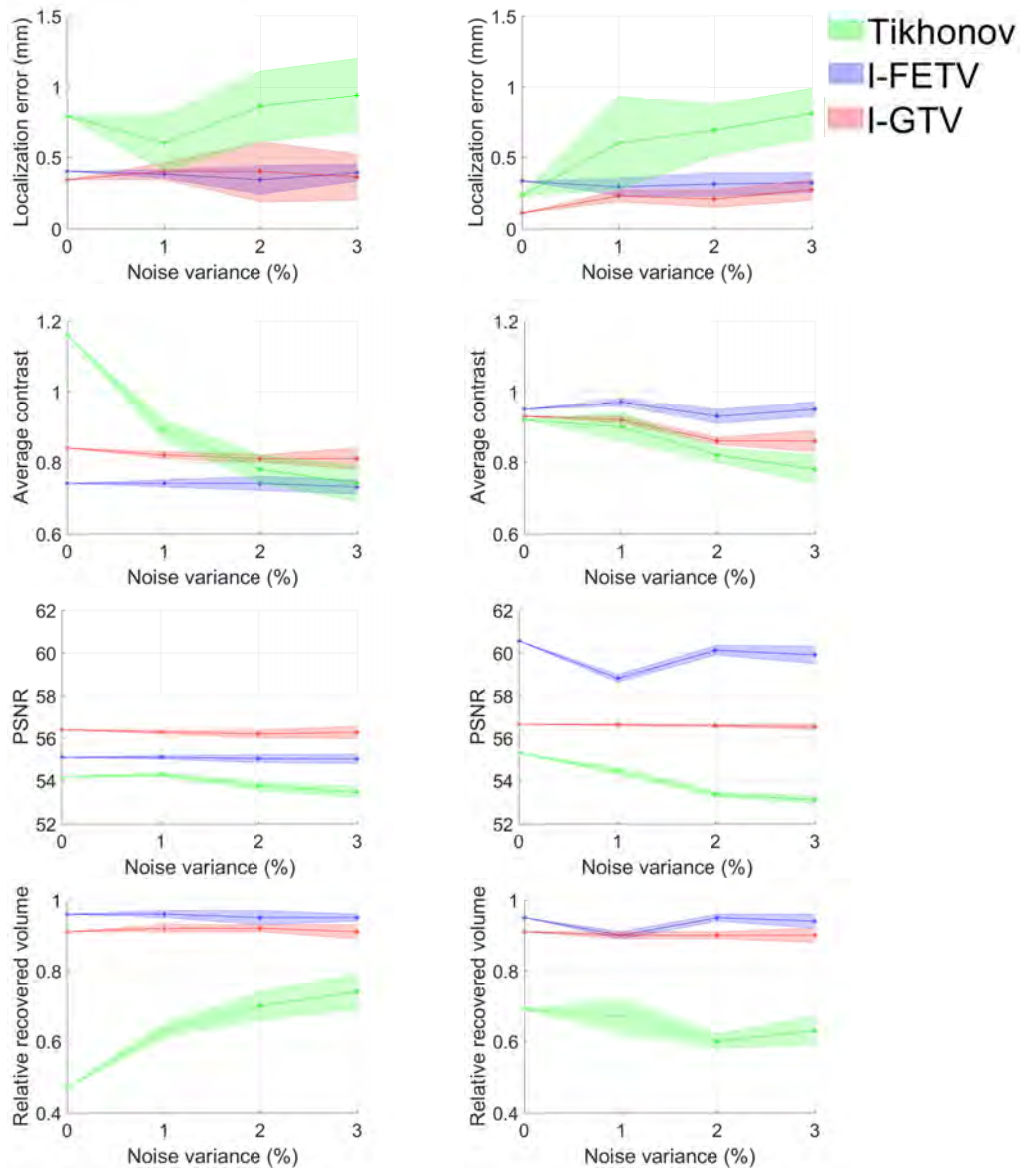 Localization error (mm)
1.5
1
0.5
0
0 1 2 3
Noise variance (%)
Localization error (mm)
1.5
1
0.5
0
0 1 2 3
Noise variance (%)
Tikhonov
I-FETV
I-GTV
Average contrast
1.2
1
0.8
0.6
0 1 2 3
Noise variance (%)
Average contrast
1.2
1
0.8
0.6
0 1 2 3
Noise variance (%)
PSNR
62
60
58
56
54
52
0 1 2 3
Noise variance (%)
PSNR
62
60
58
56
54
52
0 1 2 3
Noise variance (%)
Relative recovered volume
1
0.8
0.6
0.4
0 1 2 3
Noise variance (%)
Relative recovered volume
1
0.8
0.6
0.4
0 1 2 3
Noise variance (%)